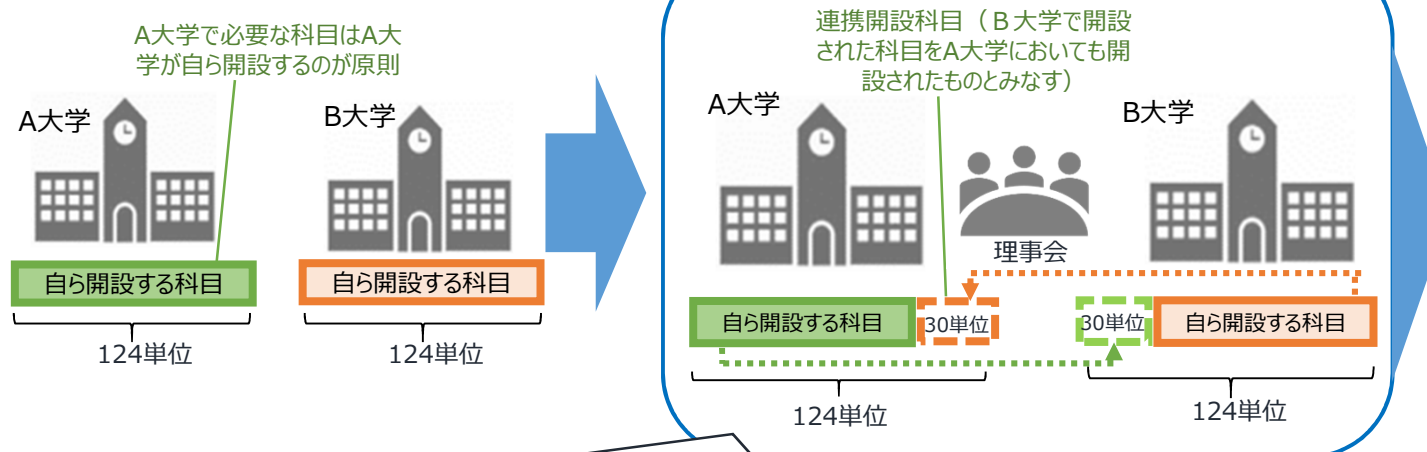 A大学で必要な科目はA大
学が自ら開設するのが原則
A大学
B大学
自ら開設する科目
自ら開設する科目
124単位
124単位
連携開設科目（Ｂ大学で開設
された科目をA大学においても開
設されたものとみなす）
A大学
B大学
理事会
自ら開設する科目
30単位
30単位
自ら開設する科目
124単位
124単位